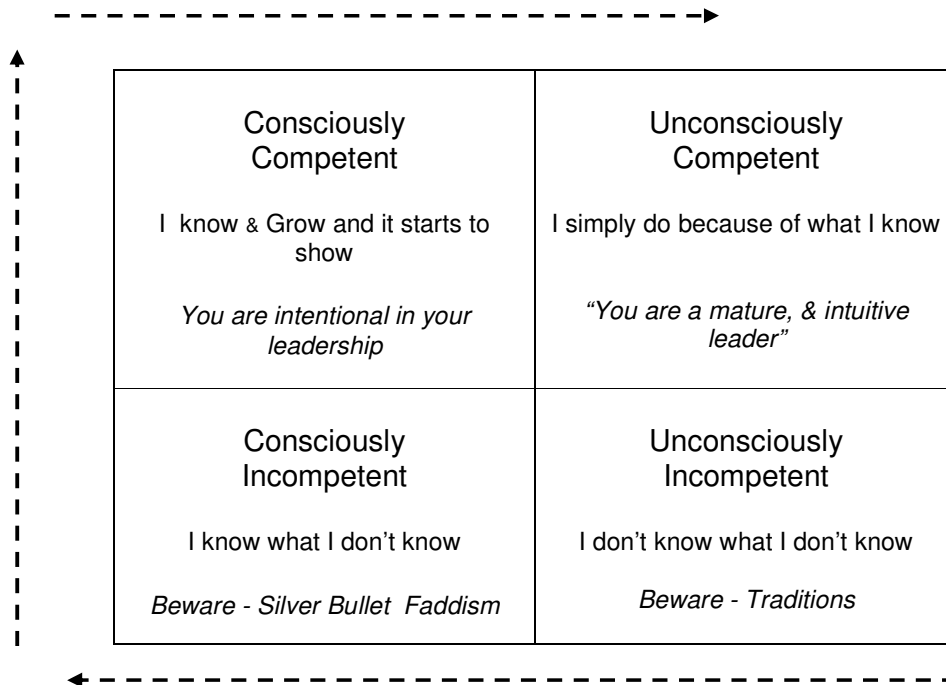 Consciously
Competent
I  know & Grow and it starts to
show
You are intentional in your
leadership
Unconsciously
Competent
I simply do because of what I know
“You are a mature, & intuitive
leader”
Consciously
Incompetent
I know what I don’t know
Beware - Silver Bullet  Faddism
Unconsciously
Incompetent
I don’t know what I don’t know
Beware - Traditions